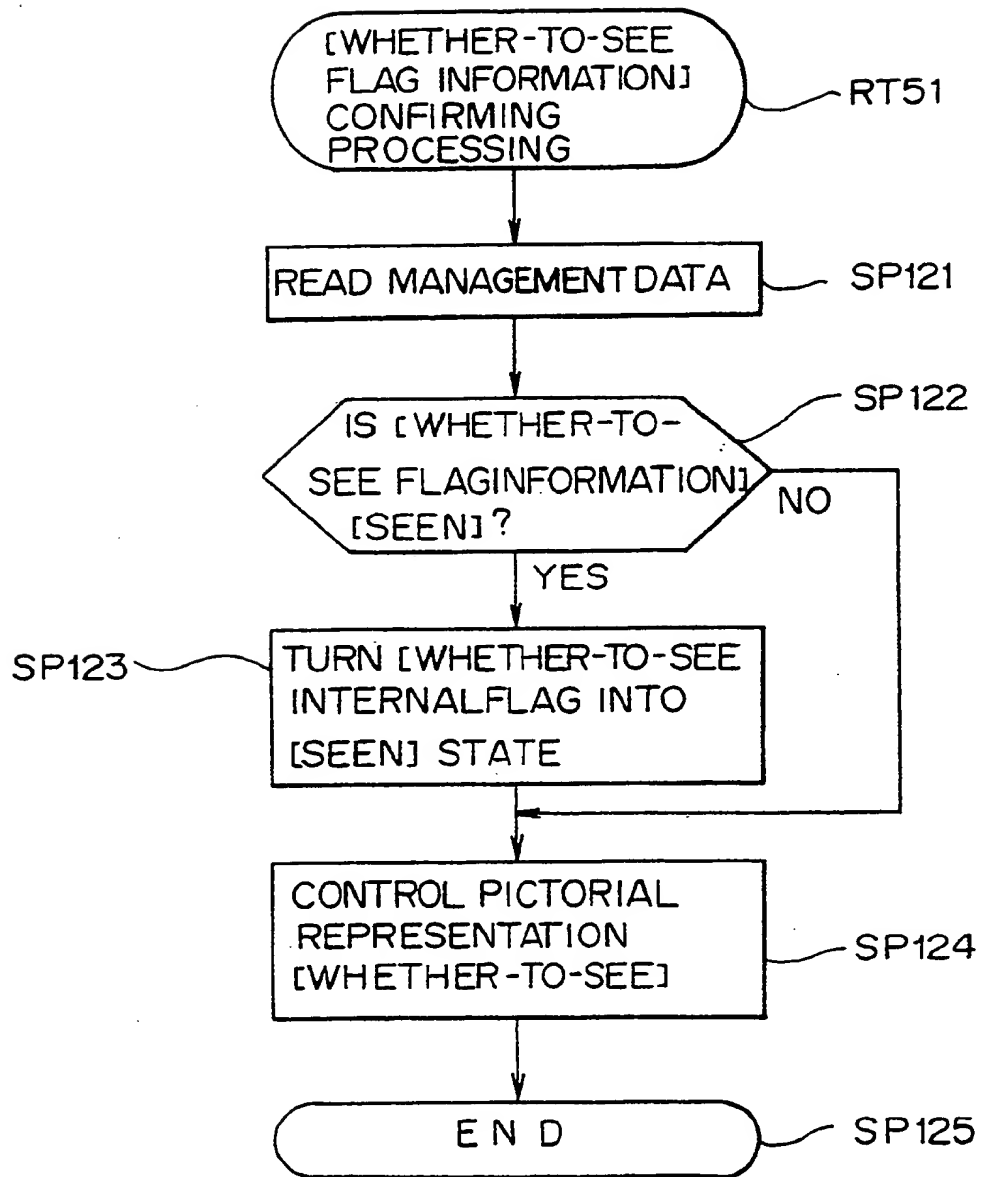 [WHETHER-TO-SEE
FLAG INFORMATION]
CONFIRMING
PROCESSING
RT51
READ MANAGEMENT DATA
SP121
SP122
IS [WHETHER-TO-
SEE FLAGINFORMATION]
[SEEN]?
NO
YES
SP123
TURN [WHETHER-TO-SEE
INTERNALFLAG INTO
[SEEN] STATE
CONTROL PICTORIAL
REPRESENTATION
[WHETHER-TO-SEE]
SP124
END
SP125